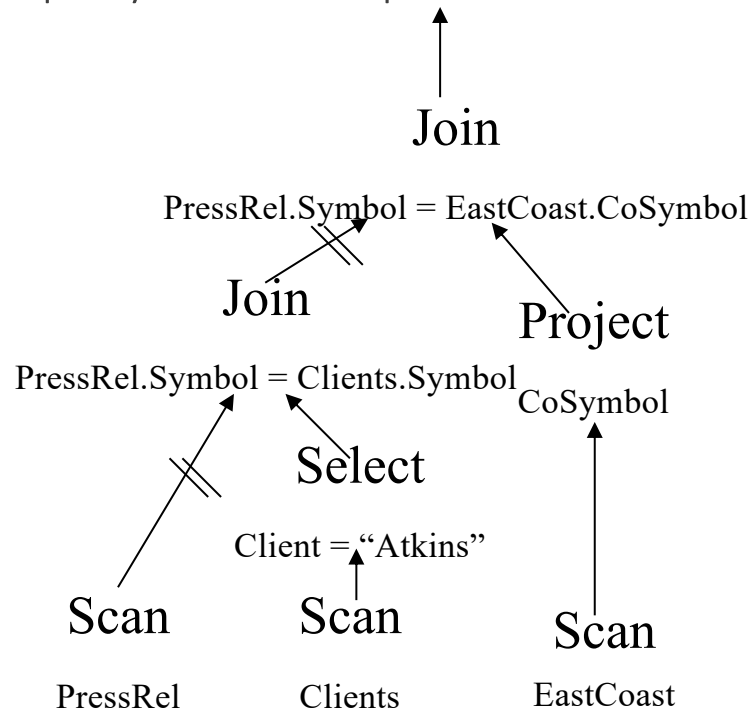 Join
PressRel.Symbol = EastCoast.CoSymbol
Join
Project
PressRel.Symbol = Clients.Symbol
CoSymbol
Select
Client = “Atkins”
Scan
Scan
Scan
PressRel
Clients
EastCoast